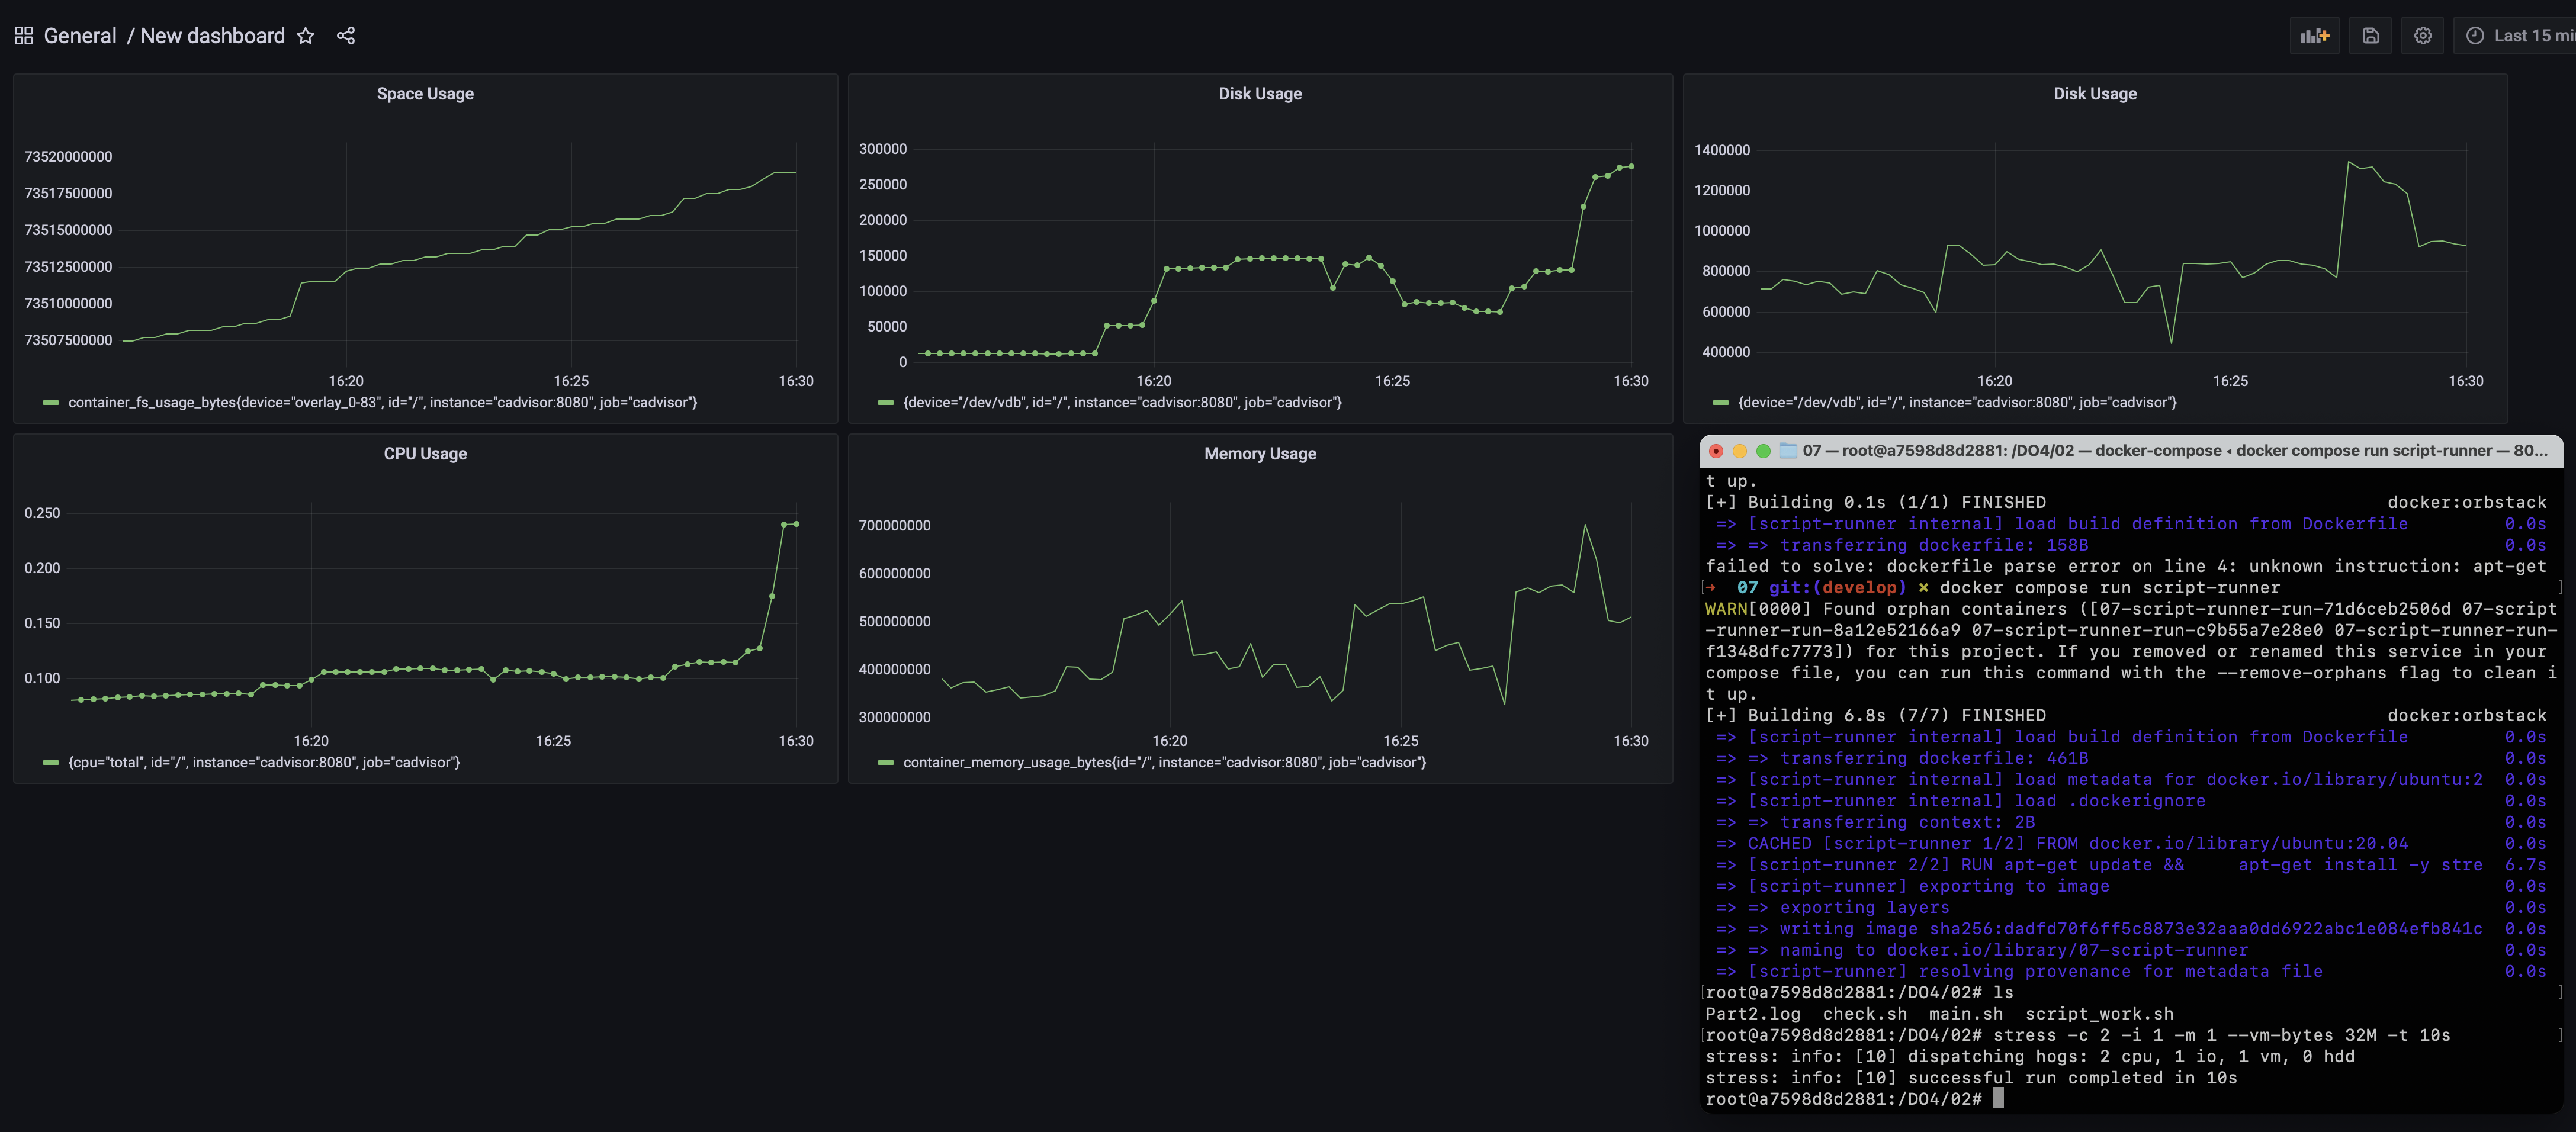 General / New dashboard
Last 15 mi
Space Usage
73520000000
73517500000
73515000000
73512500000
73510000000
73507500000
16:20
16:25
16:30
container_fs_usage_bytes{device="overlay_0-83", id="/", instance="cadvisor:8080", job="cadvisor"}
Disk Usage
300000
250000
200000
150000
100000
50000
0
16:20
16:25
16:30
{device="/dev/vdb", id="/", instance="cadvisor:8080", job="cadvisor"}
Disk Usage
1400000
1200000
1000000
800000
600000
400000
16:20
16:25
16:30
{device="/dev/vdb", id="/", instance="cadvisor:8080", job="cadvisor"}
CPU Usage
0.250
0.200
0.150
0.100
16:20
16:25
16:30
{cpu="total", id="/", instance="cadvisor:8080", job="cadvisor"}
Memory Usage
700000000
600000000
500000000
400000000
300000000
16:20
16:25
16:30
container_memory_usage_bytes{id="/", instance="cadvisor:8080", job="cadvisor"}
07 — root@a7598d8d2881: /DO4/02 — docker-compose ◂ docker compose run script-runner — 80...
t up.
[+] Building 0.1s (1/1) FINISHED docker:orbstack
=> [script-runner internal] load build definition from Dockerfile 0.0s
=> => transferring dockerfile: 158B 0.0s
failed to solve: dockerfile parse error on line 4: unknown instruction: apt-get
[➜ 07 git:(develop) ✗ docker compose run script-runner ]
WARN[0000] Found orphan containers ([07-script-runner-run-71d6ceb2506d 07-script
-runner-run-8a12e52166a9 07-script-runner-run-c9b55a7e28e0 07-script-runner-run-
f1348dfc7773]) for this project. If you removed or renamed this service in your
compose file, you can run this command with the --remove-orphans flag to clean i
t up.
[+] Building 6.8s (7/7) FINISHED docker:orbstack
=> [script-runner internal] load build definition from Dockerfile 0.0s
=> => transferring dockerfile: 461B 0.0s
=> [script-runner internal] load metadata for docker.io/library/ubuntu:2 0.0s
=> [script-runner internal] load .dockerignore 0.0s
=> => transferring context: 2B 0.0s
=> CACHED [script-runner 1/2] FROM docker.io/library/ubuntu:20.04 0.0s
=> [script-runner 2/2] RUN apt-get update && apt-get install -y stre 6.7s
=> [script-runner] exporting to image 0.0s
=> => exporting layers 0.0s
=> => writing image sha256:dadfd70f6ff5c8873e32aaa0dd6922abc1e084efb841c 0.0s
=> => naming to docker.io/library/07-script-runner 0.0s
=> [script-runner] resolving provenance for metadata file 0.0s
[root@a7598d8d2881:/DO4/02# ls ]
Part2.log check.sh main.sh script_work.sh
[root@a7598d8d2881:/DO4/02# stress -c 2 -i 1 -m 1 --vm-bytes 32M -t 10s ]
stress: info: [10] dispatching hogs: 2 cpu, 1 io, 1 vm, 0 hdd
stress: info: [10] successful run completed in 10s
root@a7598d8d2881:/DO4/02#